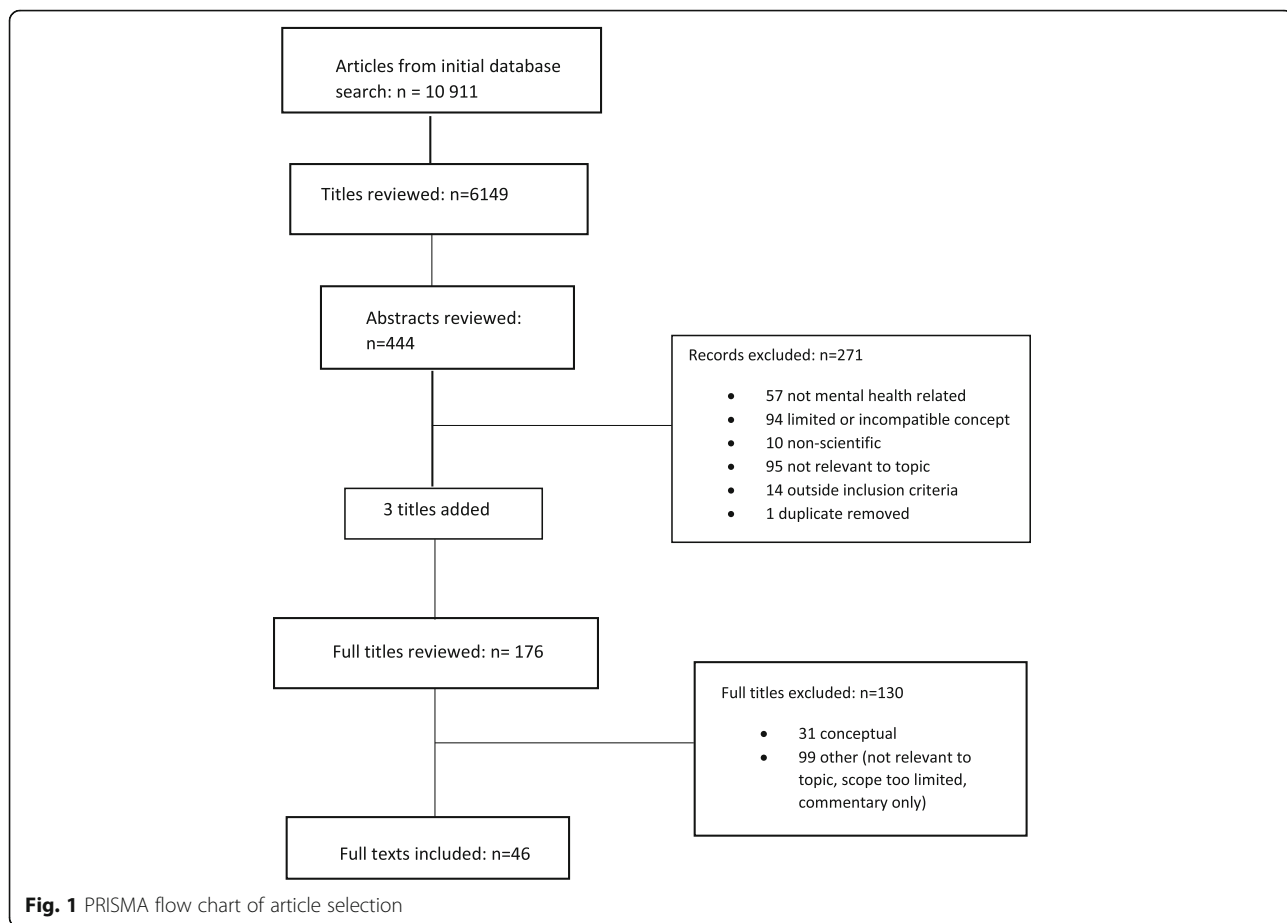 Articles from initial database
search: n = 10 911
Titles reviewed: n=6149
Abstracts reviewed:
n=444
Records excluded: n=271
• 57 not mental health related
• 94 limited or incompatible concept
• 10 non-scientific
• 95 not relevant to topic
• 14 outside inclusion criteria
• 1 duplicate removed
3 titles added
Full titles reviewed: n= 176
Full titles excluded: n=130
• 31 conceptual
• 99 other (not relevant to
topic, scope too limited,
commentary only)
Full texts included: n=46
Fig. 1 PRISMA flow chart of article selection